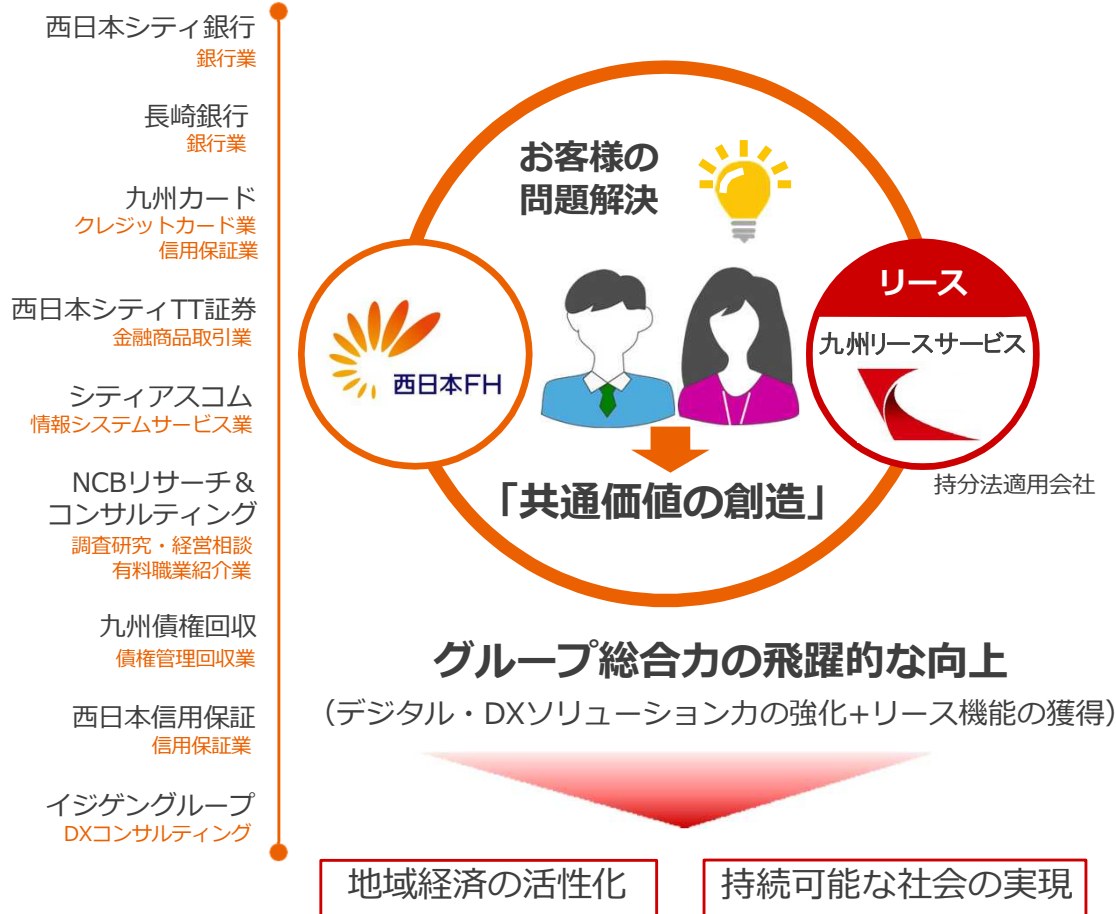 西日本シティ銀行
銀行業
長崎銀行
銀行業
九州カード
クレジットカード業
信用保証業
西日本シティTT証券
金融商品取引業
シティアスコム
情報システムサービス業
NCBリサーチ＆
コンサルティング
調査研究・経営相談
有料職業紹介業
九州債権回収
債権管理回収業
西日本信用保証
信用保証業
イジゲングループ
DXコンサルティング
お客様の
問題解決
西日本FH
リース
九州リースサービス
持分法適用会社
「共通価値の創造」
グループ総合力の飛躍的な向上
（デジタル・DXソリューション力の強化+リース機能の獲得）
地域経済の活性化
持続可能な社会の実現